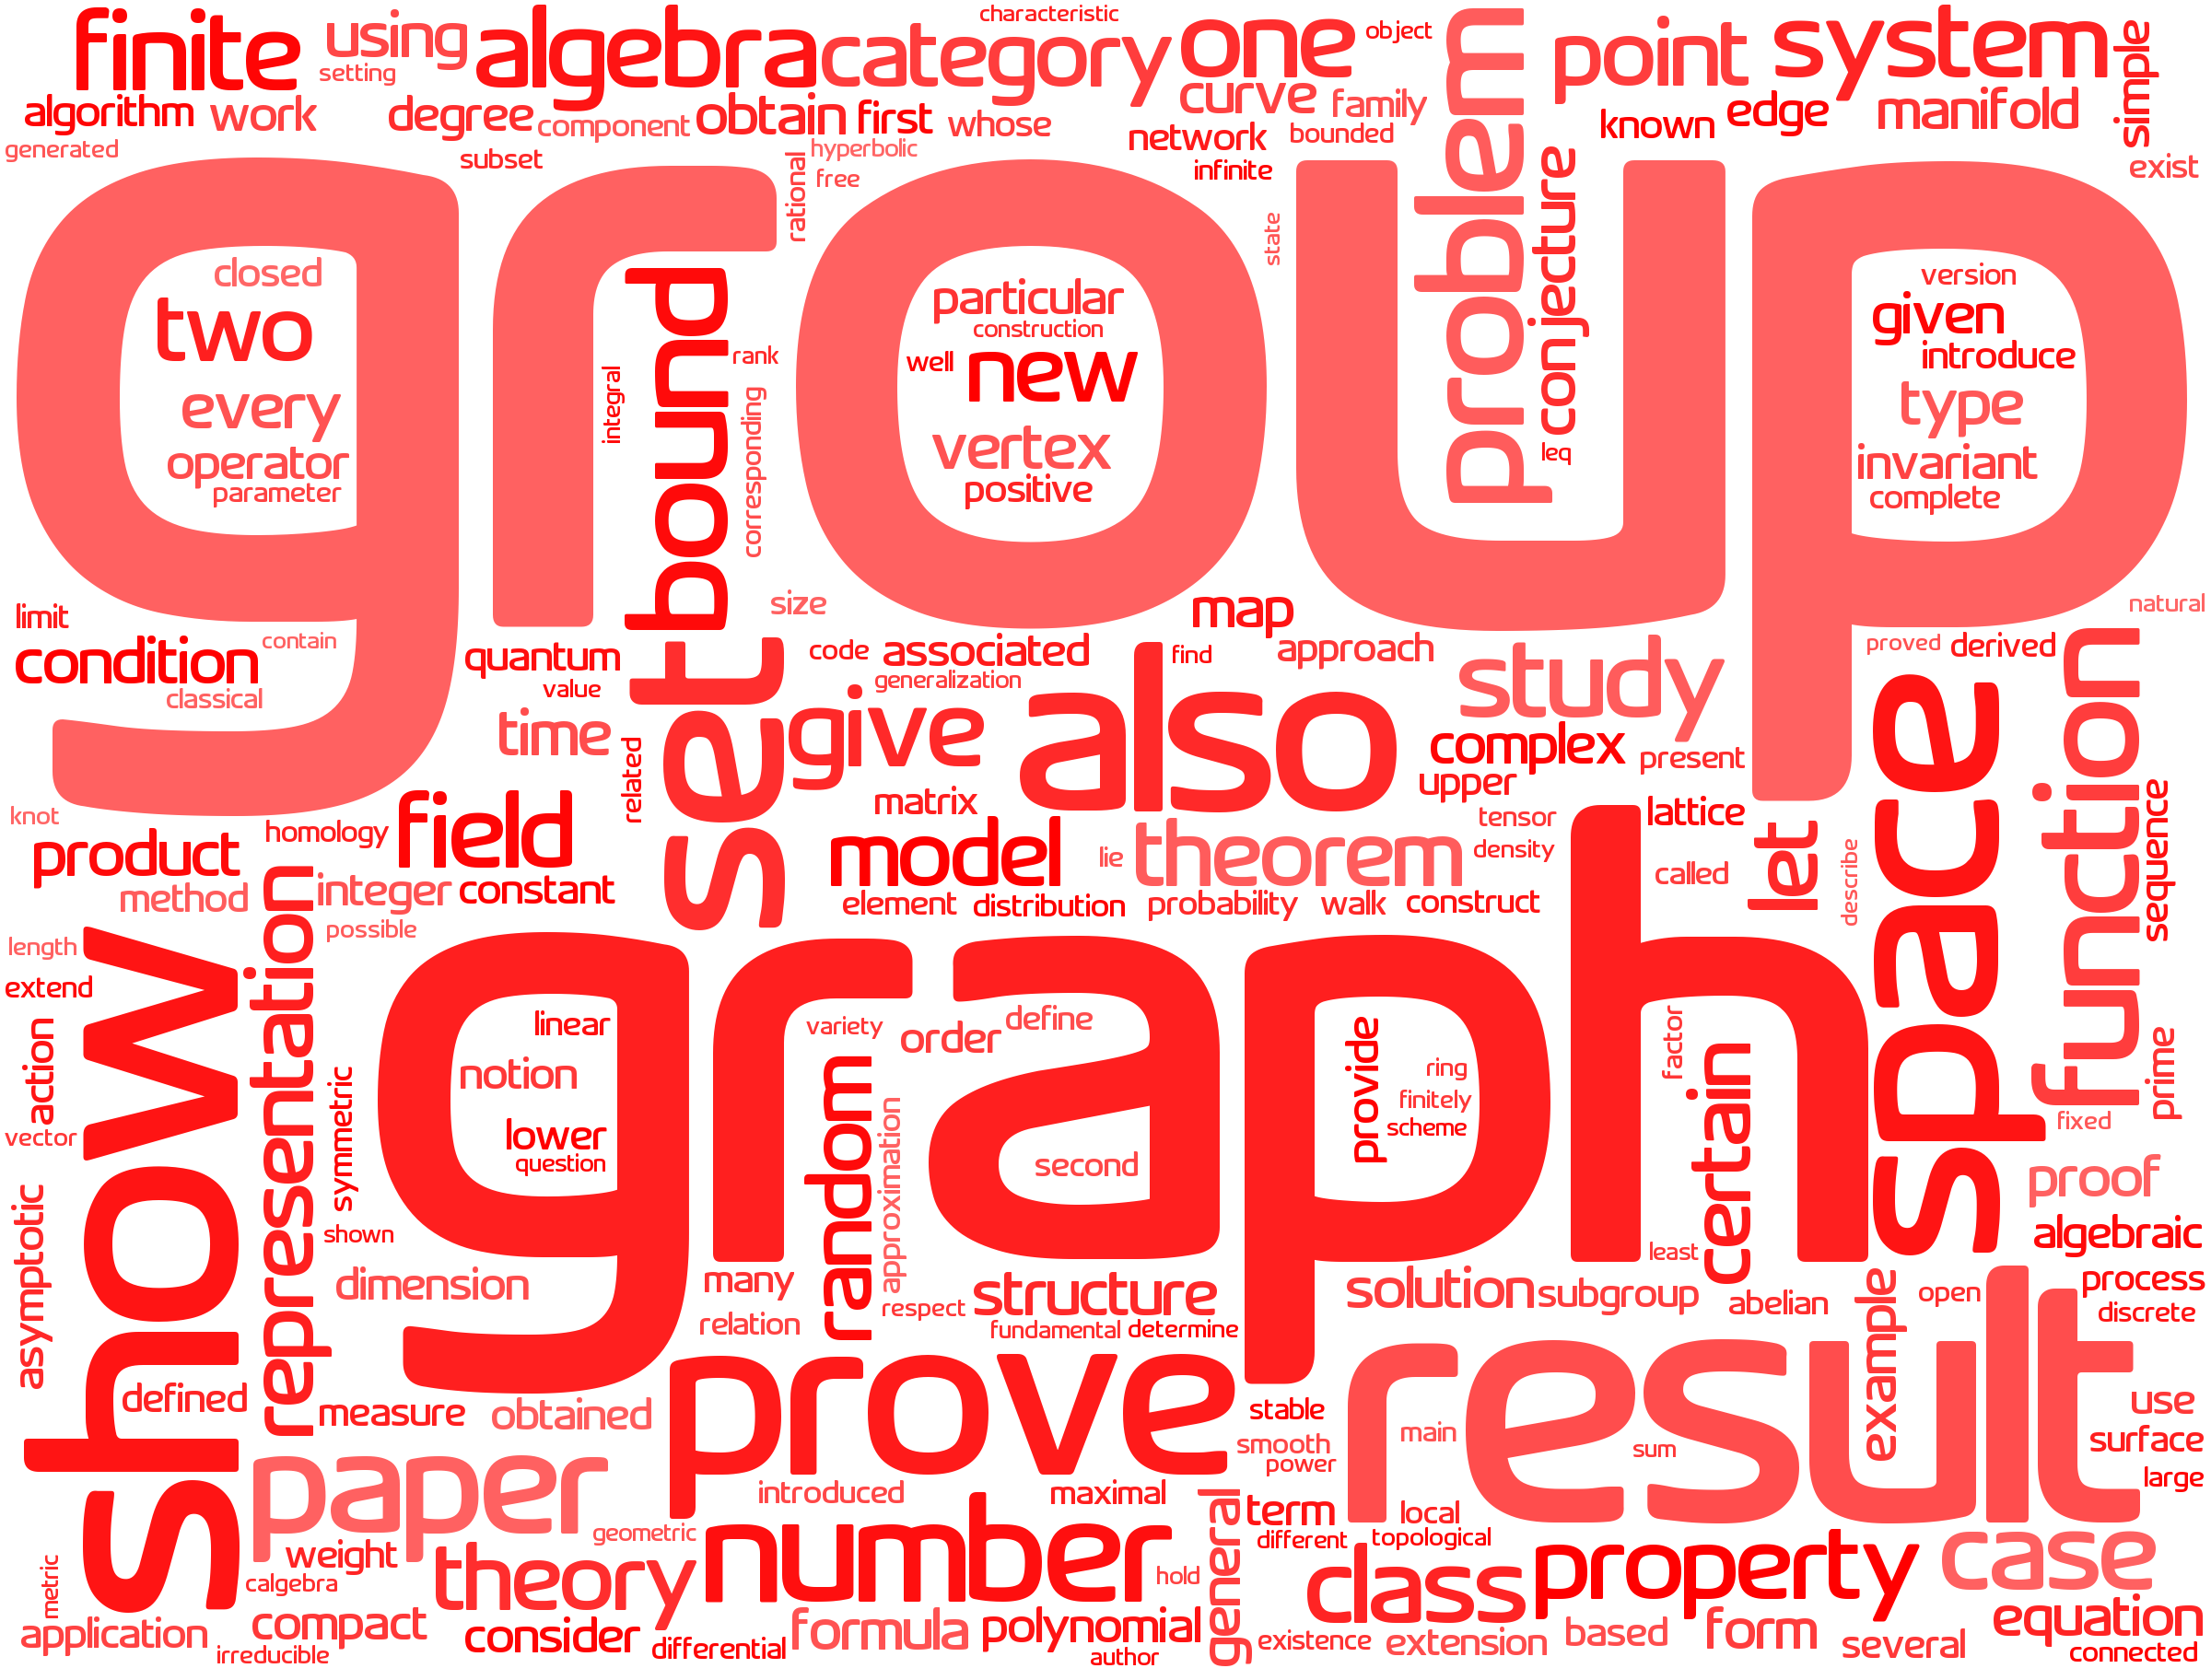 group
graph
show
result
prove
also
space
set
bound
problem
function
number
algebra
category
one
finite
using
setting
characteristic
object
point
system
simple
algorithm
work
degree
component
obtain
first
whose
curve
family
network
bounded
known
edge
manifold
generated
subset
hyperbolic
free
rational
infinite
exist
state
conjecture
leq
closed
two
every
operator
parameter
integral
rank
corresponding
particular
construction
well
new
vertex
positive
version
given
introduce
type
invariant
complete
limit
condition
contain
classical
quantum
value
time
related
size
code
associated
generalization
give
find
map
approach
study
complex
present
upper
proved
derived
natural
knot
product
method
homology
integer
field
constant
possible
matrix
model
element
distribution
lie
theorem
probability
walk
tensor
density
construct
lattice
called
let
describe
sequence
length
extend
action
vector
representation
symmetric
asymptotic
shown
linear
notion
lower
question
dimension
variety
order
define
random
approximation
second
provide
ring
finitely
scheme
factor
certain
least
prime
fixed
proof
algebraic
many
relation
respect
structure
fundamental
determine
solution
subgroup
abelian
example
open
process
discrete
defined
measure
obtained
stable
smooth
power
main
sum
use
surface
large
paper
introduced
maximal
geometric
weight
calgebra
metric
application
compact
irreducible
theory
consider
differential
formula
polynomial
author
hold
general
term
different
local
topological
class
existence
extension
property
based
form
several
case
equation
connected